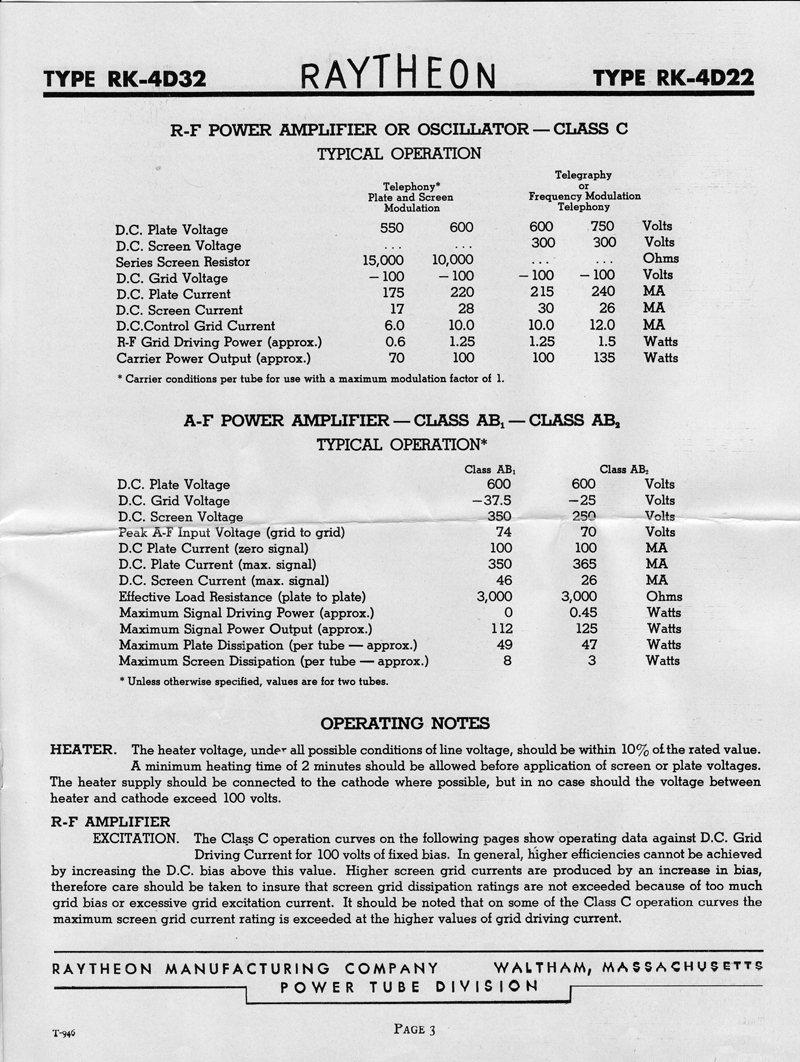 TYPE RK-4D32 RAYTHEON TYPE RK-4D22
R-F POWER AMPLIFIER OR OSCILLATOR — CLASS C
TYPICAL OPERATION
Telephony*
Plate and Screen
Modulation
Telegraphy
or
Frequency Modulation
Telephony
D.C. Plate Voltage 550 600 600 750 Volts
D.C. Screen Voltage ... ... 300 300 Volts
Series Screen Resistor 15,000 10,000 ... ... Ohms
D.C. Grid Voltage –100 –100 –100 –100 Volts
D.C. Plate Current 175 220 215 240 MA
D.C. Screen Current 17 28 30 26 MA
D.C.Control Grid Current 6.0 10.0 10.0 12.0 MA
R-F Grid Driving Power (approx.) 0.6 1.25 1.25 1.5 Watts
Carrier Power Output (approx.) 70 100 100 135 Watts
* Carrier conditions per tube for use with a maximum modulation factor of 1.
A-F POWER AMPLIFIER — CLASS AB₁ — CLASS AB₂
TYPICAL OPERATION*
Class AB₁ Class AB₂
D.C. Plate Voltage 600 600 Volts
D.C. Grid Voltage –37.5 –25 Volts
D.C. Screen Voltage 350 250 Volts
Peak A-F Input Voltage (grid to grid) 74 70 Volts
D.C Plate Current (zero signal) 100 100 MA
D.C. Plate Current (max. signal) 350 365 MA
D.C. Screen Current (max. signal) 46 26 MA
Effective Load Resistance (plate to plate) 3,000 3,000 Ohms
Maximum Signal Driving Power (approx.) 0 0.45 Watts
Maximum Signal Power Output (approx.) 112 125 Watts
Maximum Plate Dissipation (per tube — approx.) 49 47 Watts
Maximum Screen Dissipation (per tube — approx.) 8 3 Watts
* Unless otherwise specified, values are for two tubes.
OPERATING NOTES
HEATER. The heater voltage, under all possible conditions of line voltage, should be within 10% of the rated value.
A minimum heating time of 2 minutes should be allowed before application of screen or plate voltages.
The heater supply should be connected to the cathode where possible, but in no case should the voltage between
heater and cathode exceed 100 volts.
R-F AMPLIFIER
EXCITATION. The Class C operation curves on the following pages show operating data against D.C. Grid
Driving Current for 100 volts of fixed bias. In general, higher efficiencies cannot be achieved
by increasing the D.C. bias above this value. Higher screen grid currents are produced by an increase in bias,
therefore care should be taken to insure that screen grid dissipation ratings are not exceeded because of too much
grid bias or excessive grid excitation current. It should be noted that on some of the Class C operation curves the
maximum screen grid current rating is exceeded at the higher values of grid driving current.
RAYTHEON MANUFACTURING COMPANY WALTHAM, MASSACHUSETTS
POWER TUBE DIVISION
T-946 PAGE 3